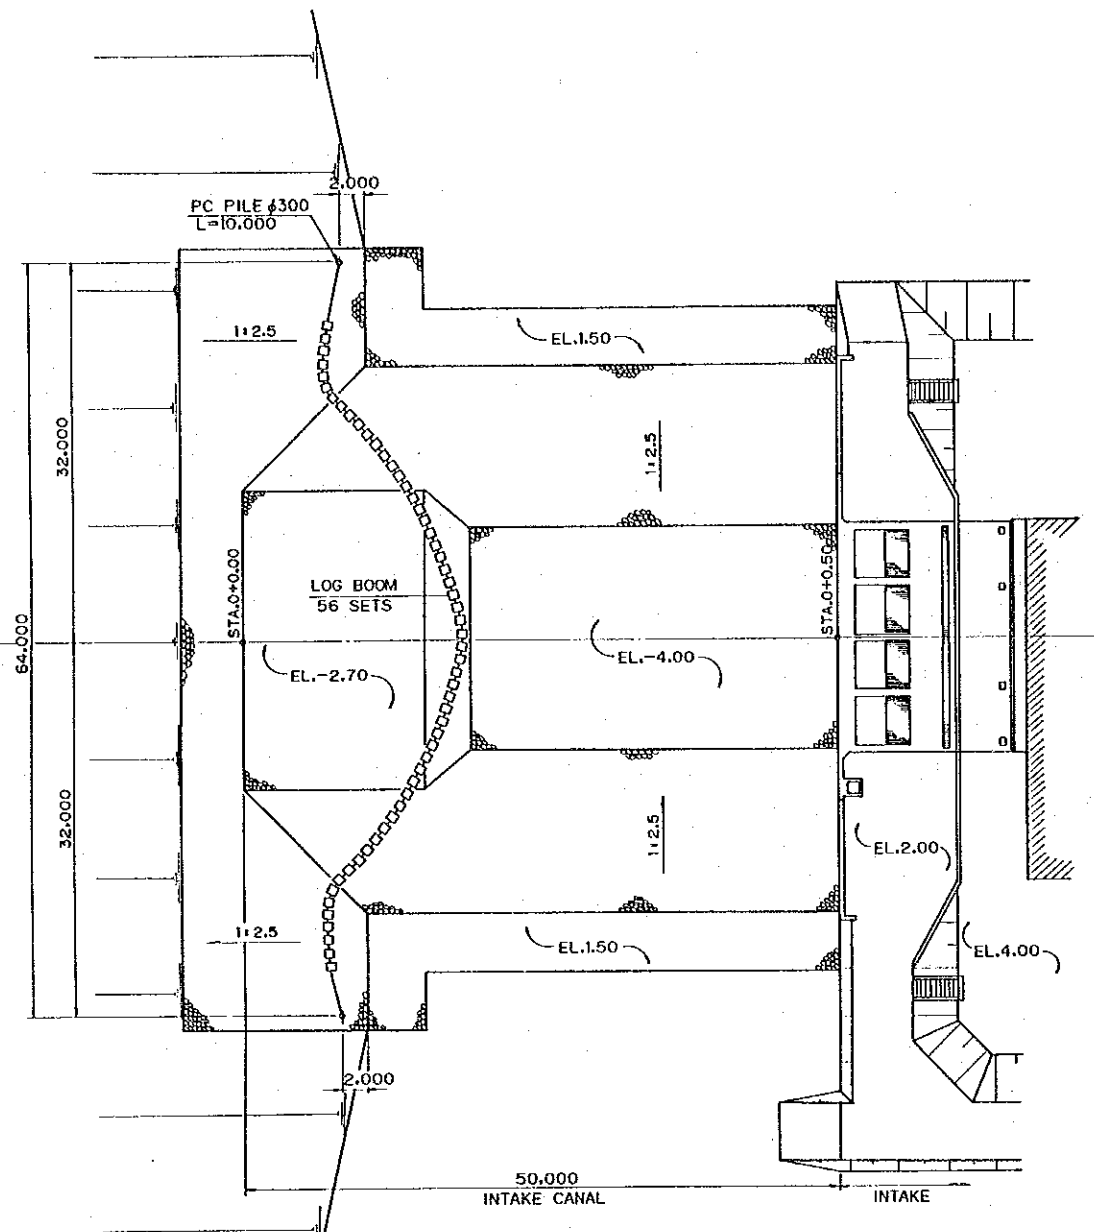 2.000
PC PILE ø300
L=10.000
1:2.5
EL.1.50
32.000
1:2.5
STA.0+0.00
LOG BOOM
56 SETS
STA.0+0.50
64.000
EL.-2.70
EL.-4.00
32.000
1:2.5
EL.2.00
1:2.5
EL.1.50
EL.4.00
2.000
50.000
INTAKE CANAL
INTAKE